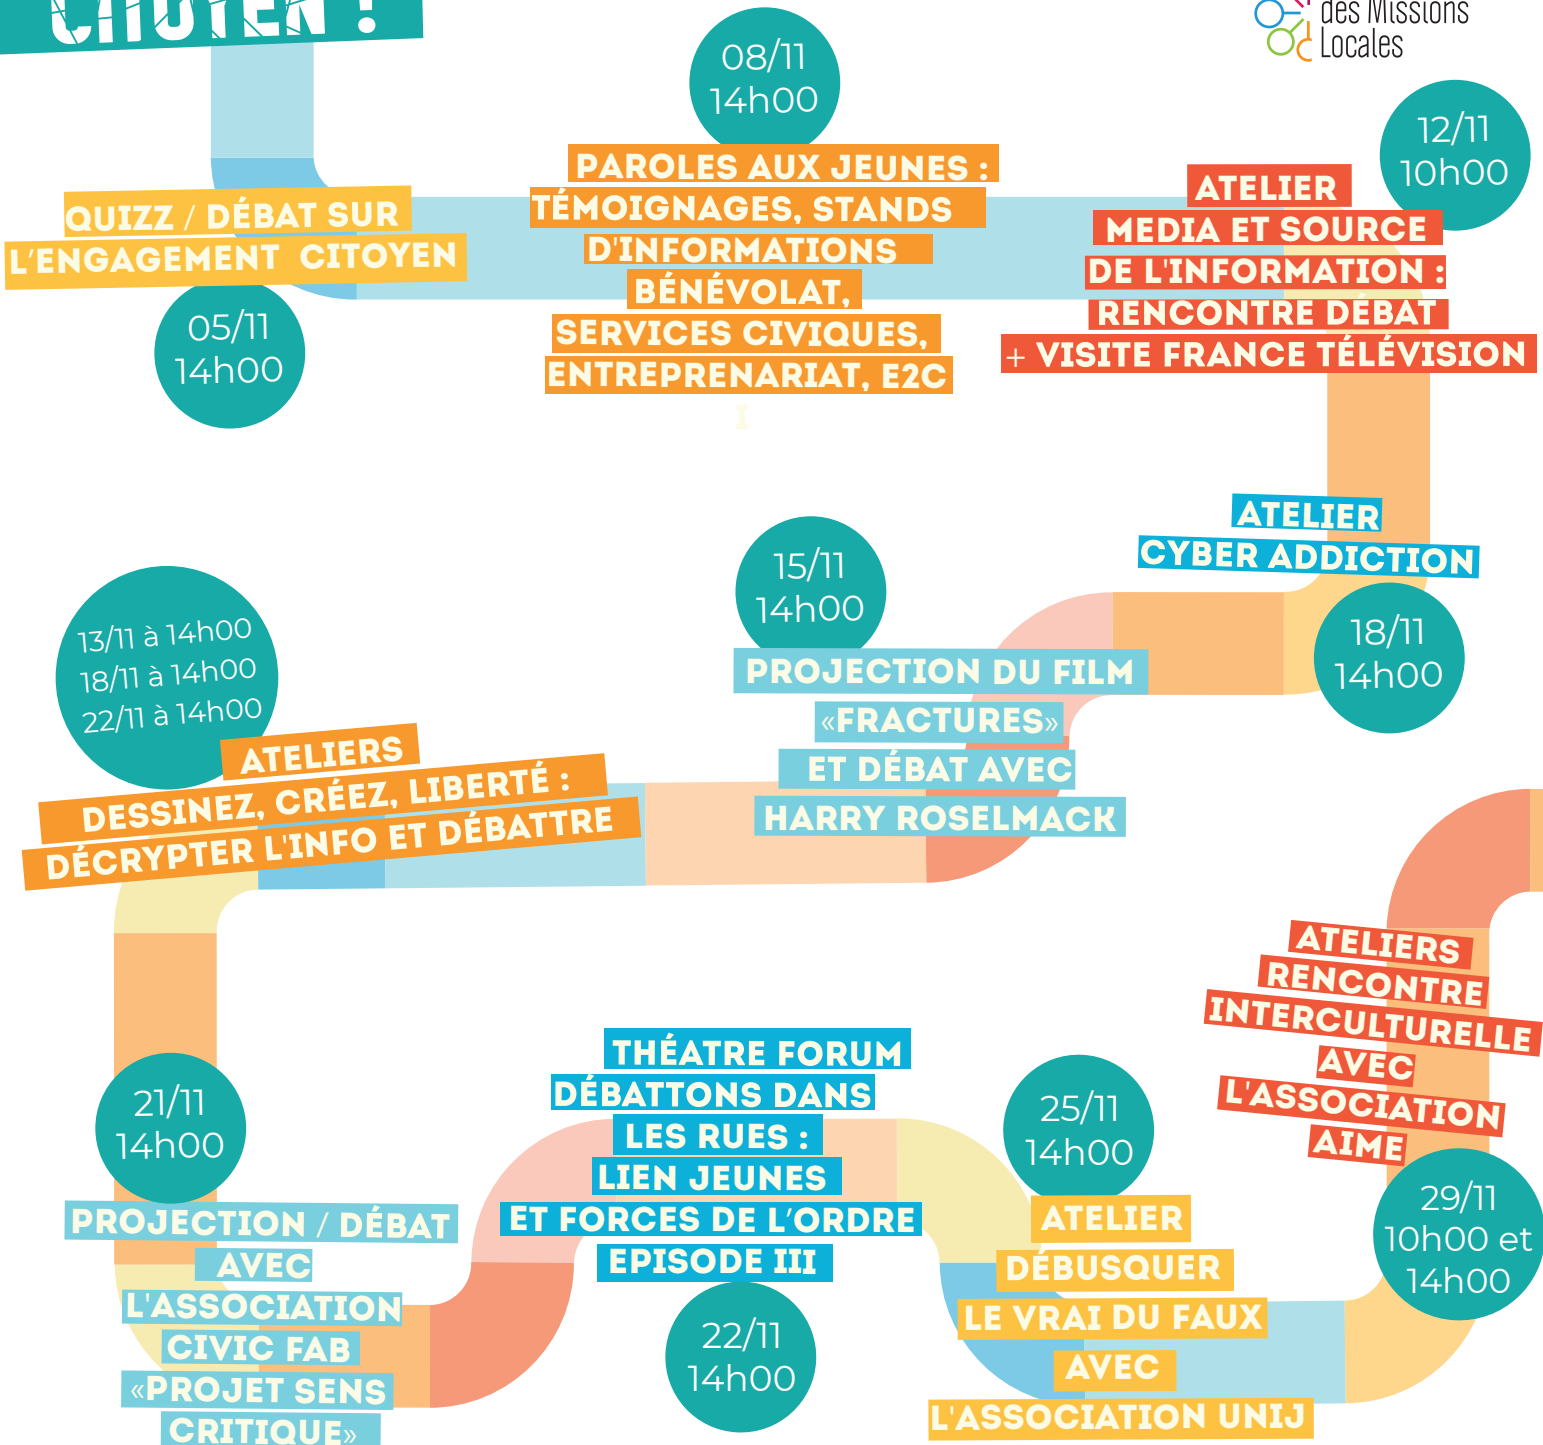 CITOYEN !
des Missions
Locales
08/11
14h00
PAROLES AUX JEUNES :
TÉMOIGNAGES, STANDS
D'INFORMATIONS
BÉNÉVOLAT,
SERVICES CIVIQUES,
ENTREPRENARIAT, E2C
I
12/11
10h00
ATELIER
MEDIA ET SOURCE
DE L'INFORMATION :
RENCONTRE DÉBAT
+ VISITE FRANCE TÉLÉVISION
QUIZZ / DÉBAT SUR
L'ENGAGEMENT CITOYEN
05/11
14h00
ATELIER
CYBER ADDICTION
18/11
14h00
15/11
14h00
PROJECTION DU FILM
«FRACTURES»
ET DÉBAT AVEC
HARRY ROSELMACK
13/11 à 14h00
18/11 à 14h00
22/11 à 14h00
ATELIERS
DESSINEZ, CRÉEZ, LIBERTÉ :
DÉCRYPTER L'INFO ET DÉBATTRE
21/11
14h00
PROJECTION / DÉBAT
AVEC
L'ASSOCIATION
CIVIC FAB
«PROJET SENS
CRITIQUE»
THÉATRE FORUM
DÉBATTONS DANS
LES RUES :
LIEN JEUNES
ET FORCES DE L'ORDRE
EPISODE III
22/11
14h00
25/11
14h00
ATELIER
DÉBUSQUER
LE VRAI DU FAUX
AVEC
L'ASSOCIATION UNIJ
ATELIERS
RENCONTRE
INTERCULTURELLE
AVEC
L'ASSOCIATION
AIME
29/11
10h00 et
14h00